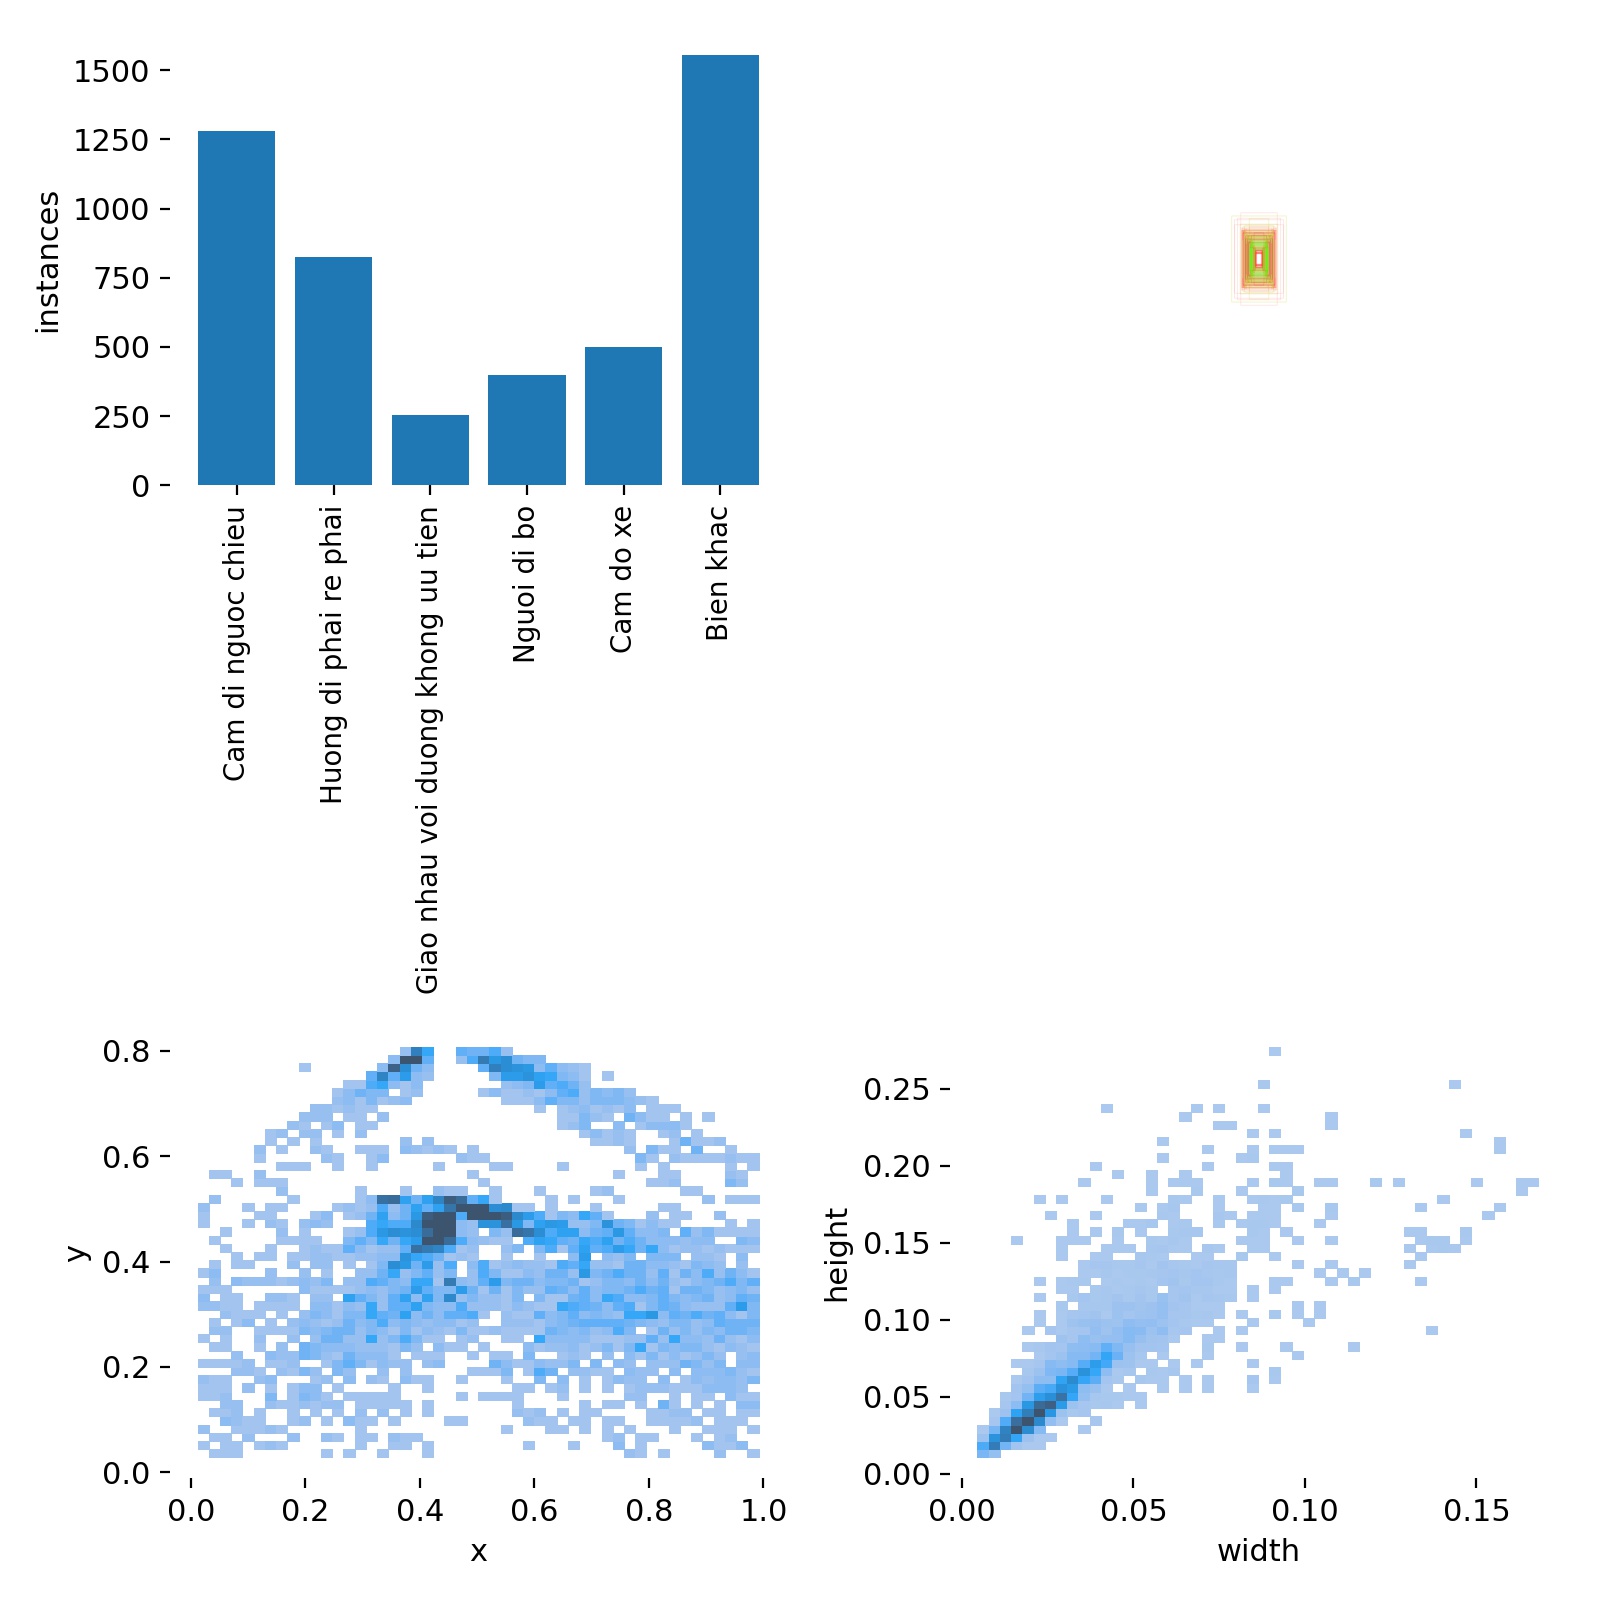 1500
1250
1000
750
500
250
0
instances
Cam di nguoc chieu
Huong di phai re phai
Giao nhau voi duong khong uu tien
Nguoi di bo
Cam do xe
Bien khac
0.8
0.6
0.4
0.2
0.0
y
0.0 0.2 0.4 0.6 0.8 1.0
x
0.25
0.20
0.15
0.10
0.05
0.00
height
0.00 0.05 0.10 0.15
width